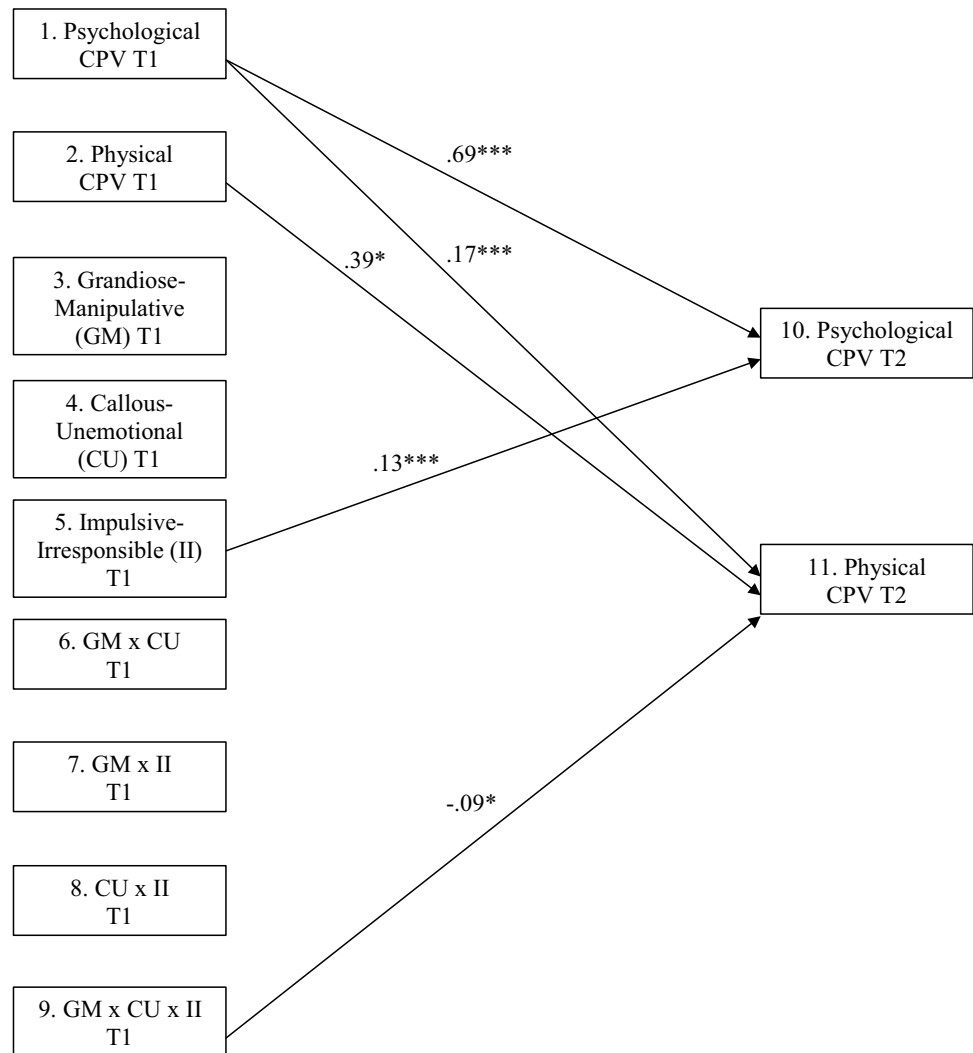 1. Psychological
CPV T1
2. Physical
CPV T1
.69***
.39*
.17***
3. Grandiose-
Manipulative
(GM) T1
10. Psychological
CPV T2
4. Callous-
Unemotional
(CU) T1
.13***
5. Impulsive-
Irresponsible (II)
T1
11. Physical
CPV T2
6. GM x CU
T1
7. GM x II
T1
-.09*
8. CU x II
T1
9. GM x CU x II
T1